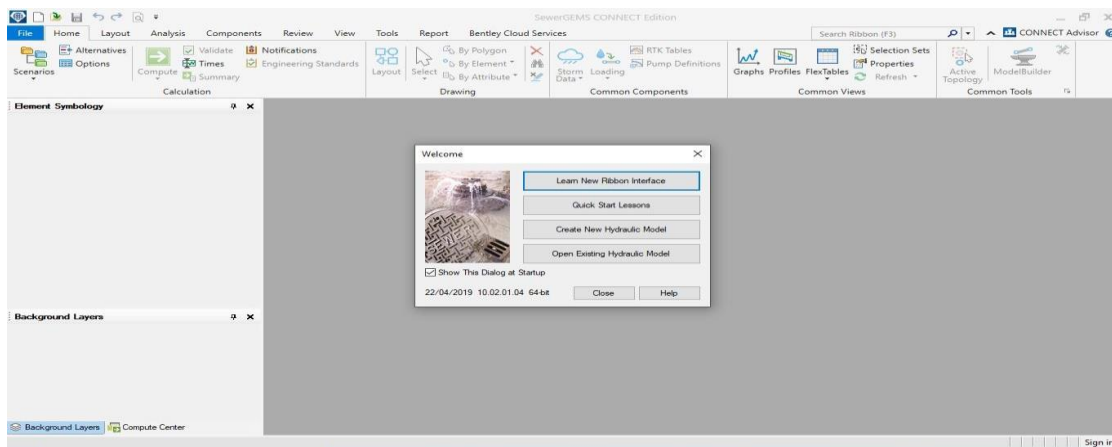 SewerGEMS CONNECT Edition
File Home Layout Analysis Components Review View Tools Report Bentley Cloud Services Search Ribbon (F3) CONNECT Advisor
Scenarios
Alternatives
Options
Compute
Validate
Times
Summary
Notifications
Engineering Standards
Calculation
Layout
Select
By Polygon
By Element
By Attribute
Drawing
Storm Data
Loading
RTK Tables
Pump Definitions
Common Components
Graphs
Profiles
FlexTables
Selection Sets
Properties
Refresh
Common Views
Active Topology
ModelBuilder
Common Tools
Element Symbology
Welcome
Learn New Ribbon Interface
Quick Start Lessons
Create New Hydraulic Model
Open Existing Hydraulic Model
Show This Dialog at Startup
22/04/2019 10.02.01.04 64-bit Close Help
Background Layers
Background Layers Compute Center
Sign in